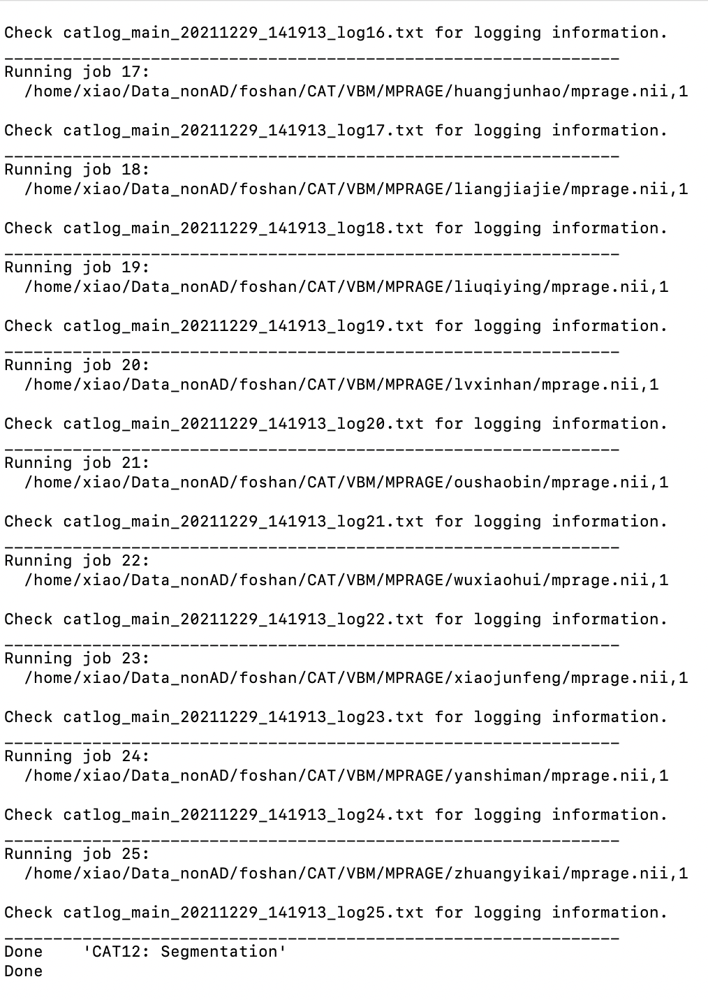 Check catlog_main_20211229_141913_log16.txt for logging information.
_______________________________________________________________
Running job 17:
  /home/xiao/Data_nonAD/foshan/CAT/VBM/MPRAGE/huangjunhao/mprage.nii,1
Check catlog_main_20211229_141913_log17.txt for logging information.
_______________________________________________________________
Running job 18:
  /home/xiao/Data_nonAD/foshan/CAT/VBM/MPRAGE/liangjiajie/mprage.nii,1
Check catlog_main_20211229_141913_log18.txt for logging information.
_______________________________________________________________
Running job 19:
  /home/xiao/Data_nonAD/foshan/CAT/VBM/MPRAGE/liuqiying/mprage.nii,1
Check catlog_main_20211229_141913_log19.txt for logging information.
_______________________________________________________________
Running job 20:
  /home/xiao/Data_nonAD/foshan/CAT/VBM/MPRAGE/lvxinhan/mprage.nii,1
Check catlog_main_20211229_141913_log20.txt for logging information.
_______________________________________________________________
Running job 21:
  /home/xiao/Data_nonAD/foshan/CAT/VBM/MPRAGE/oushaobin/mprage.nii,1
Check catlog_main_20211229_141913_log21.txt for logging information.
_______________________________________________________________
Running job 22:
  /home/xiao/Data_nonAD/foshan/CAT/VBM/MPRAGE/wuxiaohui/mprage.nii,1
Check catlog_main_20211229_141913_log22.txt for logging information.
_______________________________________________________________
Running job 23:
  /home/xiao/Data_nonAD/foshan/CAT/VBM/MPRAGE/xiaojunfeng/mprage.nii,1
Check catlog_main_20211229_141913_log23.txt for logging information.
_______________________________________________________________
Running job 24:
  /home/xiao/Data_nonAD/foshan/CAT/VBM/MPRAGE/yanshiman/mprage.nii,1
Check catlog_main_20211229_141913_log24.txt for logging information.
_______________________________________________________________
Running job 25:
  /home/xiao/Data_nonAD/foshan/CAT/VBM/MPRAGE/zhuangyikai/mprage.nii,1
Check catlog_main_20211229_141913_log25.txt for logging information.
_______________________________________________________________
Done    'CAT12: Segmentation'
Done